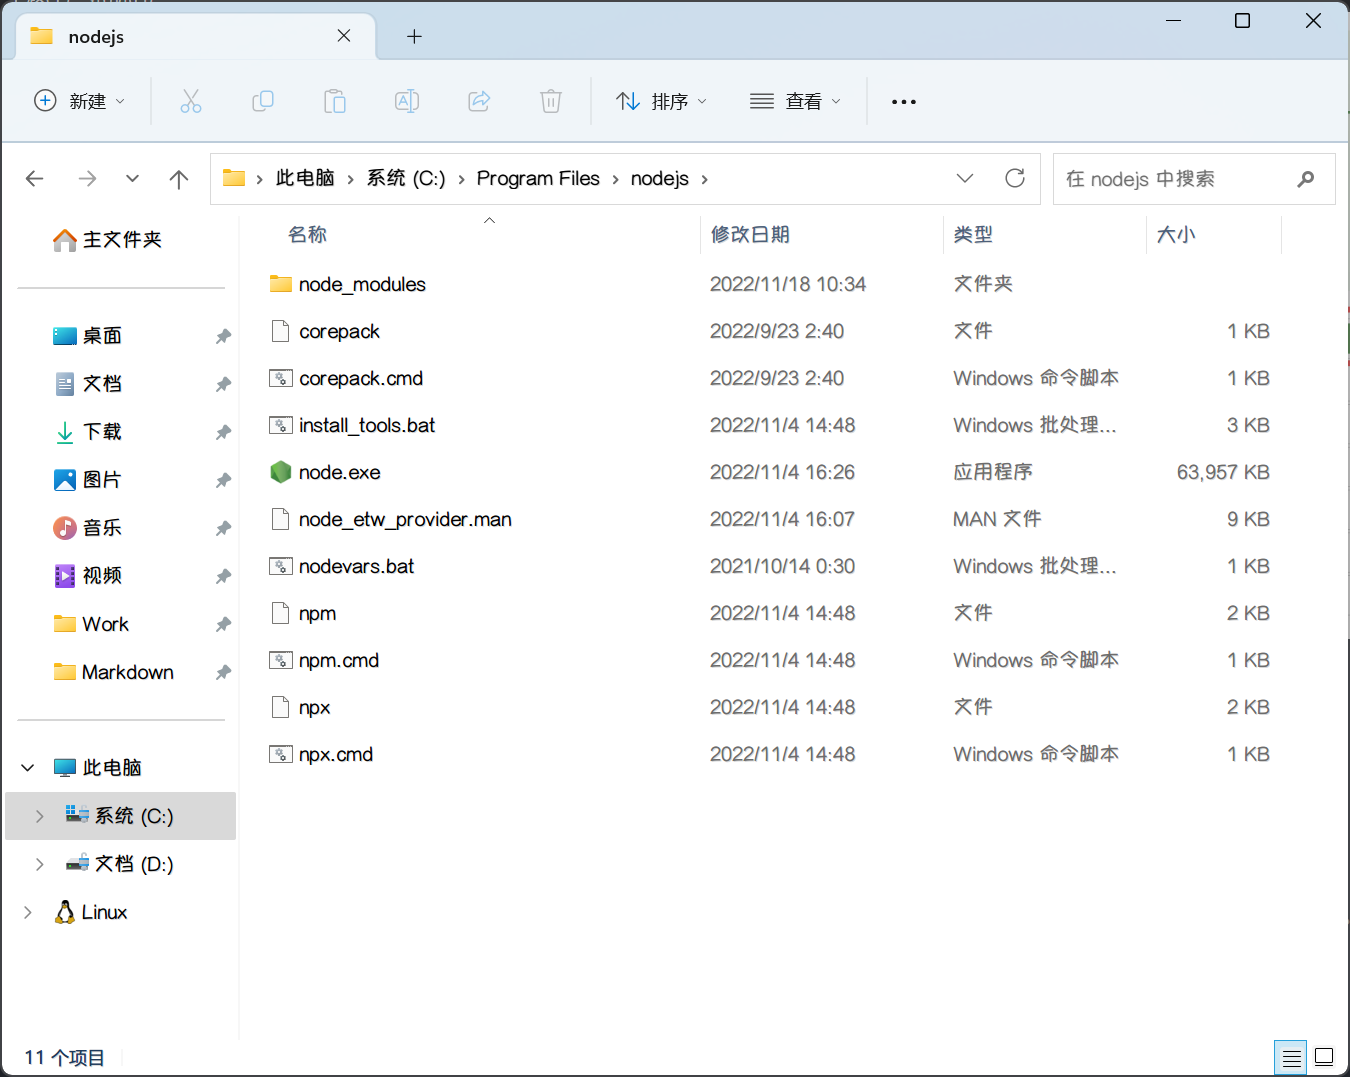 nodejs
新建
排序
查看
此电脑 系统 (C:) Program Files nodejs
在 nodejs 中搜索
主文件夹
桌面
文档
下载
图片
音乐
视频
Work
Markdown
此电脑
系统 (C:)
文档 (D:)
Linux
名称 修改日期 类型 大小
node_modules 2022/11/18 10:34 文件夹
corepack 2022/9/23 2:40 文件 1 KB
corepack.cmd 2022/9/23 2:40 Windows 命令脚本 1 KB
install_tools.bat 2022/11/4 14:48 Windows 批处理... 3 KB
node.exe 2022/11/4 16:26 应用程序 63,957 KB
node_etw_provider.man 2022/11/4 16:07 MAN 文件 9 KB
nodevars.bat 2021/10/14 0:30 Windows 批处理... 1 KB
npm 2022/11/4 14:48 文件 2 KB
npm.cmd 2022/11/4 14:48 Windows 命令脚本 1 KB
npx 2022/11/4 14:48 文件 2 KB
npx.cmd 2022/11/4 14:48 Windows 命令脚本 1 KB
11 个项目